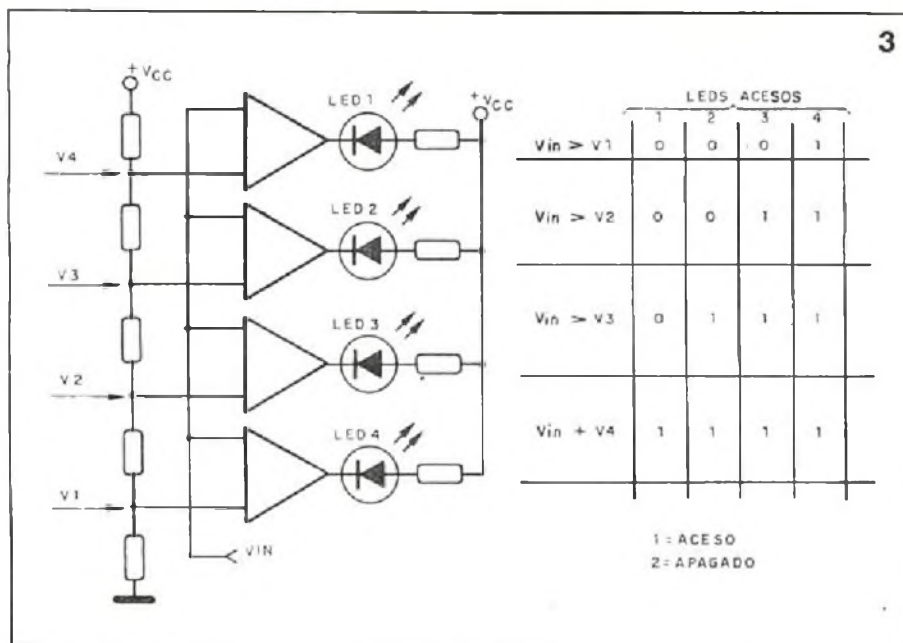 3
+VCC
V4
V3
V2
V1
LED 1
LED 2
LED 3
LED 4
+VCC
VIN
LEDS ACESOS
1 2 3 4
Vin > V1 0 0 0 1
Vin > V2 0 0 1 1
Vin > V3 0 1 1 1
Vin + V4 1 1 1 1
1 = ACESO
2 = APAGADO